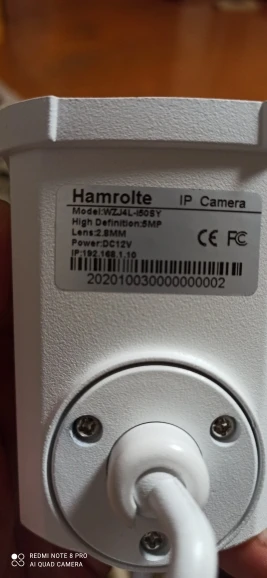 Hamrolte IP Camera
Model:WZJ4L-I50SY
High Definition:5MP
Lens:2.8MM
Power:DC12V
IP:192.168.1.10
CE FC
202010030000000002
REDMI NOTE 8 PRO
AI QUAD CAMERA